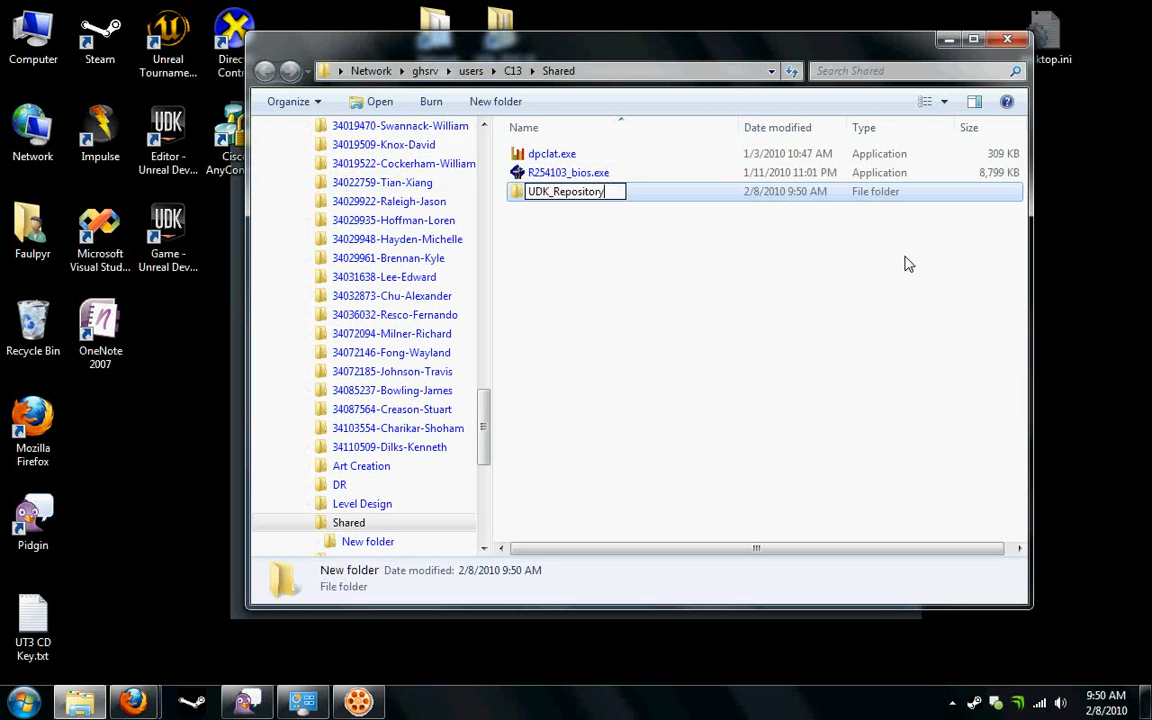 Computer
Steam
Unreal
Tourname...
Direc
Contr
ktop.ini
Network
Impulse
Editor -
Unreal Dev...
Cisc
AnyCon
Faulpyr
Microsoft
Visual Stud...
Game -
Unreal Dev...
Recycle Bin
OneNote
2007
Mozilla
Firefox
Pidgin
UT3 CD
Key.txt
Network ghsrv users C13 Shared
Search Shared
Organize Open Burn New folder
34019470-Swannack-William
34019509-Knox-David
34019522-Cockerham-William
34022759-Tian-Xiang
34029922-Raleigh-Jason
34029935-Hoffman-Loren
34029948-Hayden-Michelle
34029961-Brennan-Kyle
34031638-Lee-Edward
34032873-Chu-Alexander
34036032-Resco-Fernando
34072094-Milner-Richard
34072146-Fong-Wayland
34072185-Johnson-Travis
34085237-Bowling-James
34087564-Creason-Stuart
34103554-Charikar-Shoham
34110509-Dilks-Kenneth
Art Creation
DR
Level Design
Shared
New folder
Name Date modified Type Size
dpclat.exe 1/3/2010 10:47 AM Application 309 KB
R254103_bios.exe 1/11/2010 11:01 PM Application 8,799 KB
UDK_Repository 2/8/2010 9:50 AM File folder
New folder Date modified: 2/8/2010 9:50 AM
File folder
9:50 AM
2/8/2010